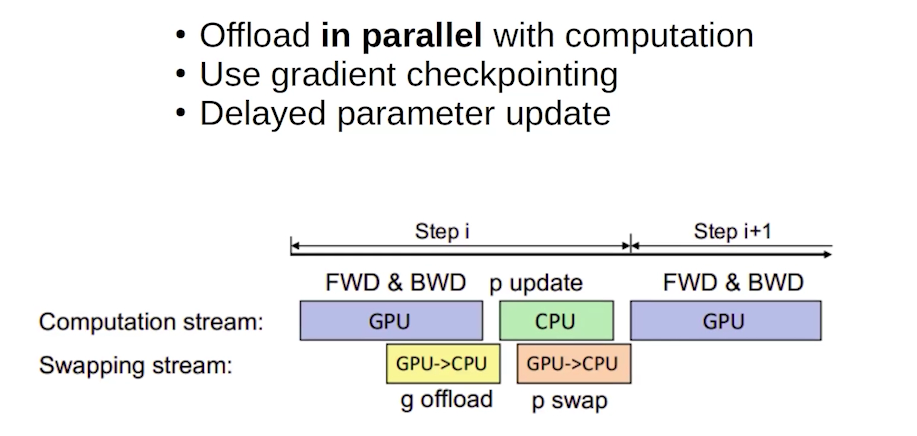 • Offload in parallel with computation
• Use gradient checkpointing
• Delayed parameter update
Step i Step i+1
FWD & BWD p update FWD & BWD
Computation stream: GPU CPU GPU
Swapping stream: GPU->CPU GPU->CPU
g offload p swap